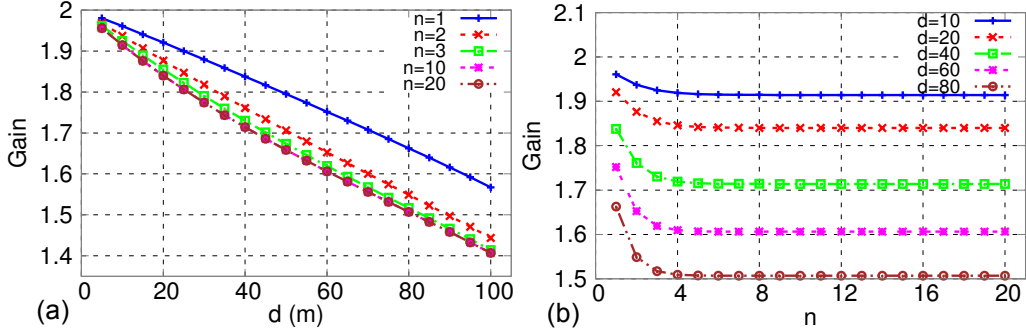 2
1.9
1.8
1.7
1.6
1.5
1.4
Gain
n=1
n=2
n=3
n=10
n=20
0 20 40 60 80 100
(a) d (m)
2.1
2
1.9
1.8
1.7
1.6
1.5
Gain
d=10
d=20
d=40
d=60
d=80
0 4 8 12 16 20
(b) n